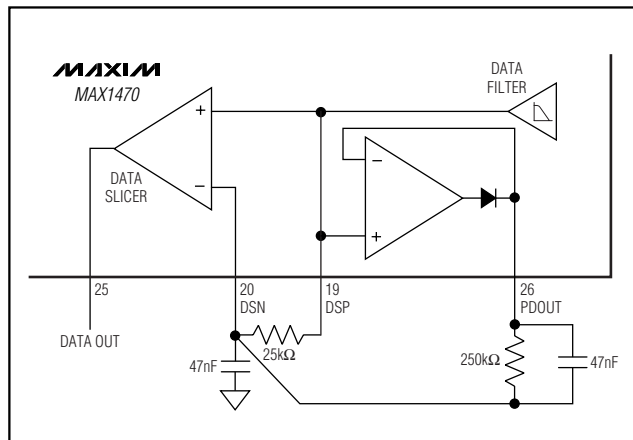 MAXIM
MAX1470
DATA
FILTER
+
−
DATA
SLICER
−
+
25
20
DSN
19
DSP
26
PDOUT
DATA OUT
25kΩ
47nF
250kΩ
47nF